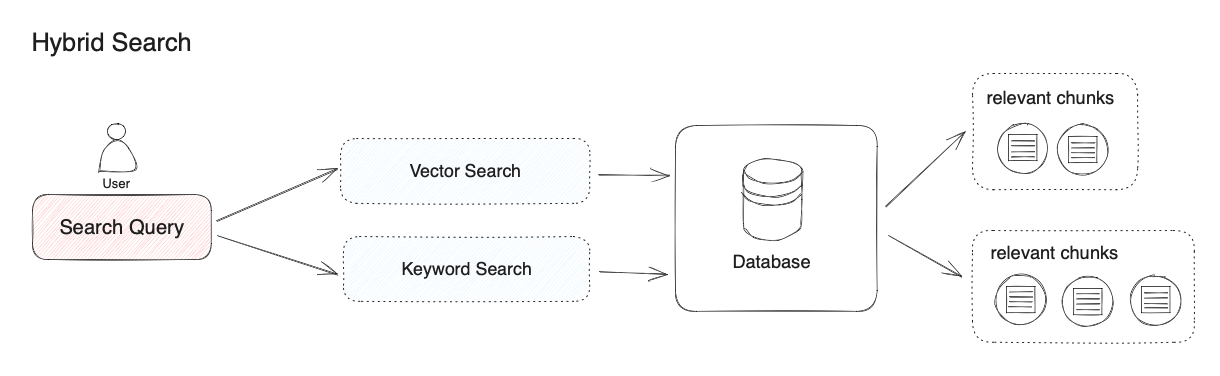 Hybrid Search
User
Search Query
Vector Search
Keyword Search
Database
relevant chunks
relevant chunks